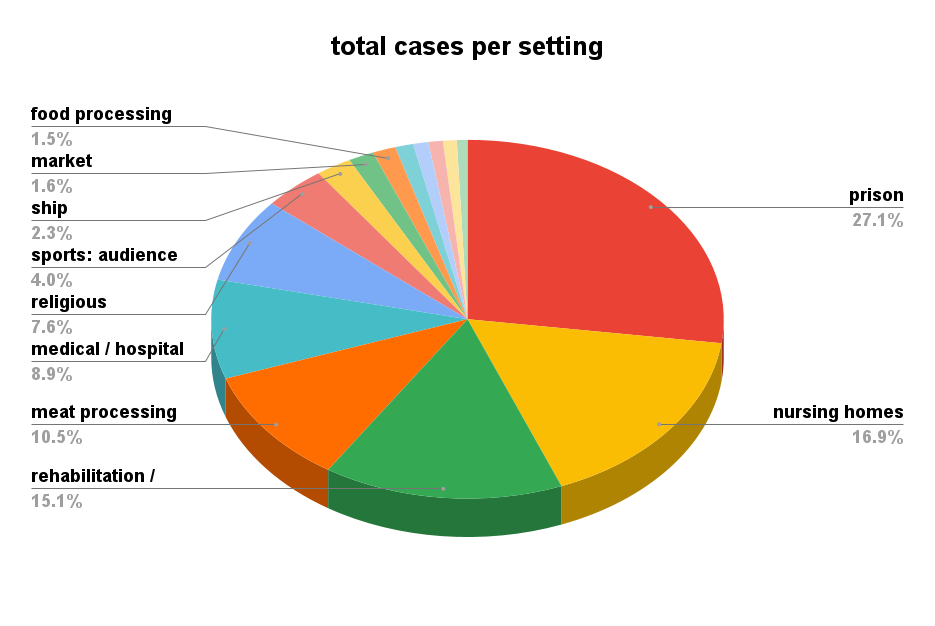 total cases per setting
food processing
1.5%
market
1.6%
ship
2.3%
sports: audience
4.0%
religious
7.6%
medical / hospital
8.9%
meat processing
10.5%
rehabilitation /
15.1%
prison
27.1%
nursing homes
16.9%